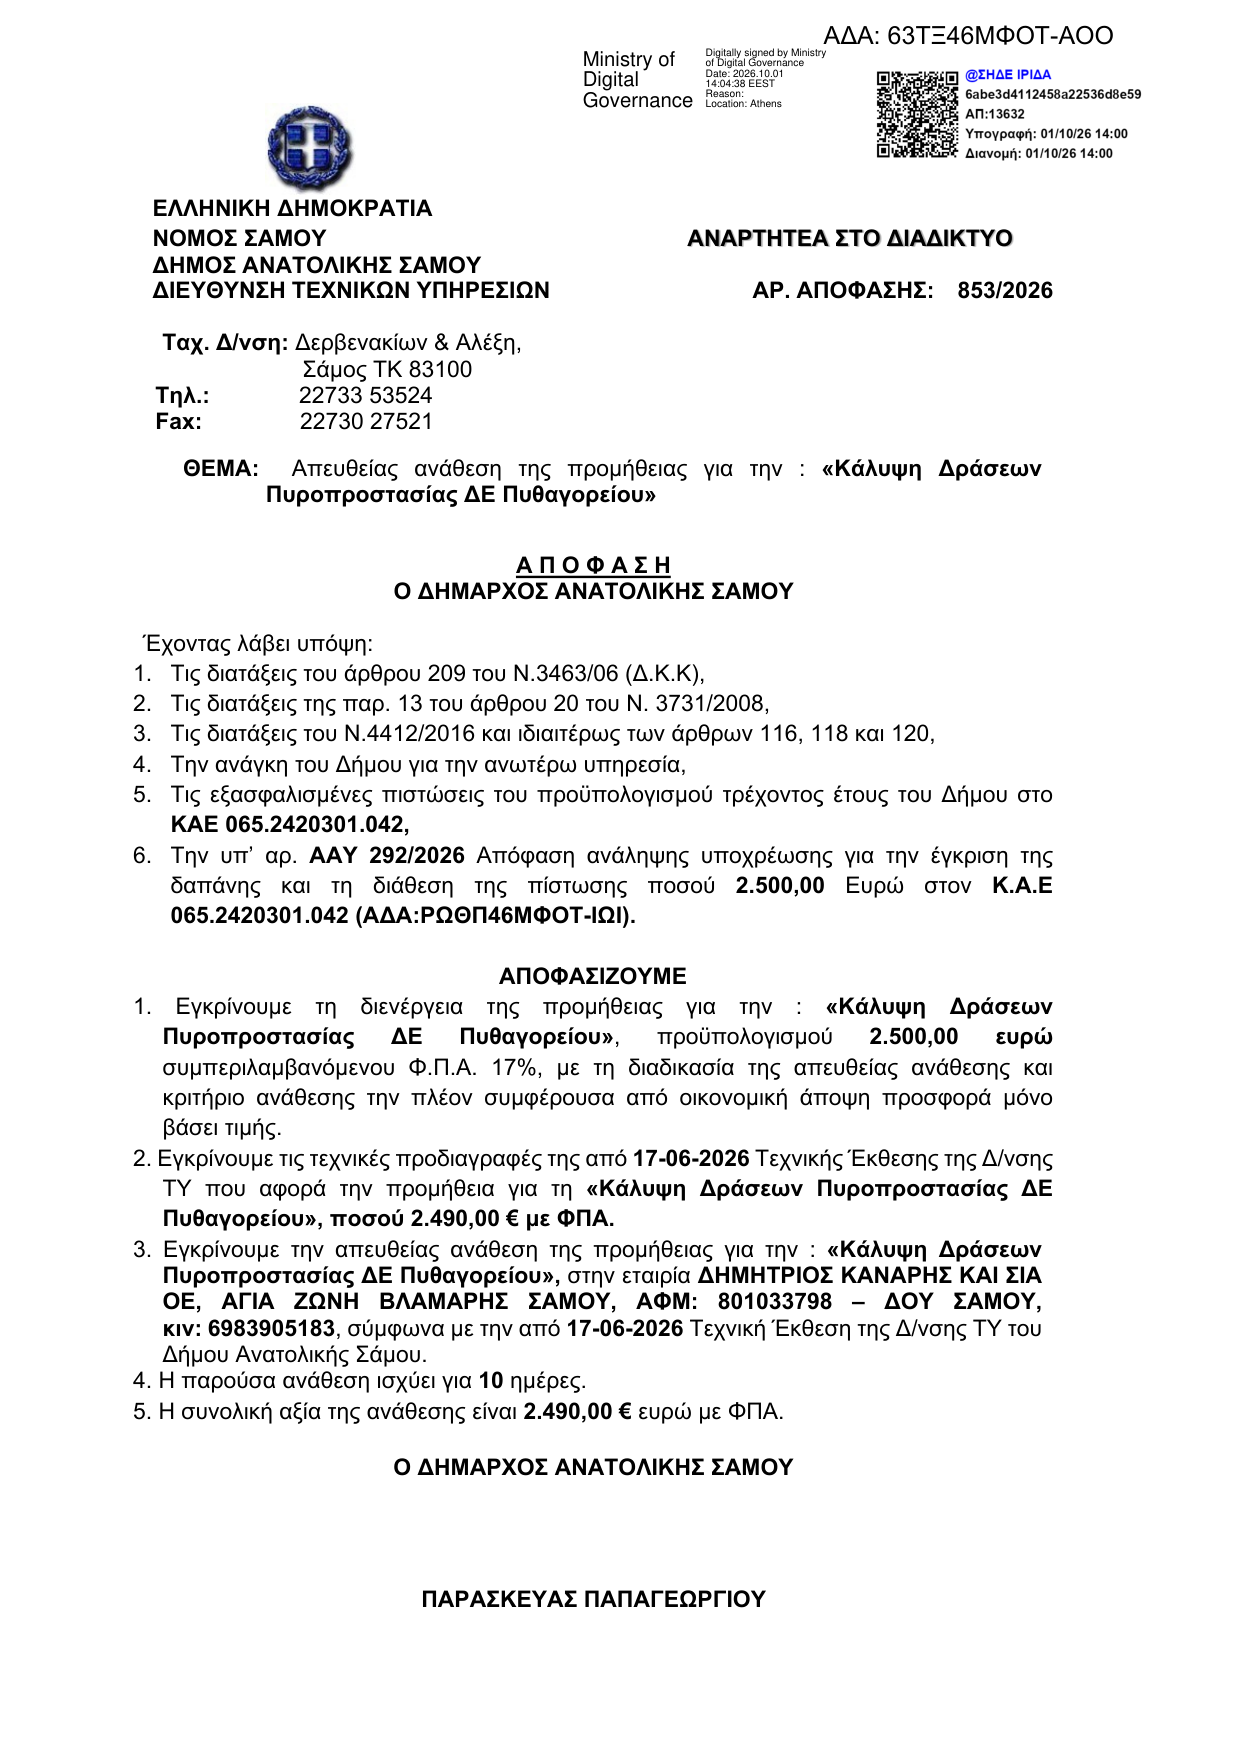 ΑΔΑ: 63ΤΞ46ΜΦΟΤ-ΑΟΟ
Ministry of
Digital
Governance
Digitally signed by Ministry
of Digital Governance
Date: 2026.10.01
14:04:38 EEST
Reason:
Location: Athens
@ΣΗΔΕ ΙΡΙΔΑ
6abe3d4112458a22536d8e59
ΑΠ:13632
Υπογραφή: 01/10/26 14:00
Διανομή: 01/10/26 14:00
ΕΛΛΗΝΙΚΗ ΔΗΜΟΚΡΑΤΙΑ
ΝΟΜΟΣ ΣΑΜΟΥ ΑΝΑΡΤΗΤΕΑ ΣΤΟ ΔΙΑΔΙΚΤΥΟ
ΔΗΜΟΣ ΑΝΑΤΟΛΙΚΗΣ ΣΑΜΟΥ
ΔΙΕΥΘΥΝΣΗ ΤΕΧΝΙΚΩΝ ΥΠΗΡΕΣΙΩΝ ΑΡ. ΑΠΟΦΑΣΗΣ: 853/2026
Ταχ. Δ/νση: Δερβενακίων & Αλέξη,
Σάμος ΤΚ 83100
Τηλ.: 22733 53524
Fax: 22730 27521
ΘΕΜΑ: Απευθείας ανάθεση της προμήθειας για την : «Κάλυψη Δράσεων
Πυροπροστασίας ΔΕ Πυθαγορείου»
Α Π Ο Φ Α Σ Η
Ο ΔΗΜΑΡΧΟΣ ΑΝΑΤΟΛΙΚΗΣ ΣΑΜΟΥ
Έχοντας λάβει υπόψη:
1. Τις διατάξεις του άρθρου 209 του Ν.3463/06 (Δ.Κ.Κ),
2. Τις διατάξεις της παρ. 13 του άρθρου 20 του Ν. 3731/2008,
3. Τις διατάξεις του Ν.4412/2016 και ιδιαιτέρως των άρθρων 116, 118 και 120,
4. Την ανάγκη του Δήμου για την ανωτέρω υπηρεσία,
5. Τις εξασφαλισμένες πιστώσεις του προϋπολογισμού τρέχοντος έτους του Δήμου στο
ΚΑΕ 065.2420301.042,
6. Την υπ’ αρ. ΑΑΥ 292/2026 Απόφαση ανάληψης υποχρέωσης για την έγκριση της
δαπάνης και τη διάθεση της πίστωσης ποσού 2.500,00 Ευρώ στον Κ.Α.Ε
065.2420301.042 (ΑΔΑ:ΡΩΘΠ46ΜΦΟΤ-ΙΩΙ).
ΑΠΟΦΑΣΙΖΟΥΜΕ
1. Εγκρίνουμε τη διενέργεια της προμήθειας για την : «Κάλυψη Δράσεων
Πυροπροστασίας ΔΕ Πυθαγορείου», προϋπολογισμού 2.500,00 ευρώ
συμπεριλαμβανόμενου Φ.Π.Α. 17%, με τη διαδικασία της απευθείας ανάθεσης και
κριτήριο ανάθεσης την πλέον συμφέρουσα από οικονομική άποψη προσφορά μόνο
βάσει τιμής.
2. Εγκρίνουμε τις τεχνικές προδιαγραφές της από 17-06-2026 Τεχνικής Έκθεσης της Δ/νσης
ΤΥ που αφορά την προμήθεια για τη «Κάλυψη Δράσεων Πυροπροστασίας ΔΕ
Πυθαγορείου», ποσού 2.490,00 € με ΦΠΑ.
3. Εγκρίνουμε την απευθείας ανάθεση της προμήθειας για την : «Κάλυψη Δράσεων
Πυροπροστασίας ΔΕ Πυθαγορείου», στην εταιρία ΔΗΜΗΤΡΙΟΣ ΚΑΝΑΡΗΣ ΚΑΙ ΣΙΑ
ΟΕ, ΑΓΙΑ ΖΩΝΗ ΒΛΑΜΑΡΗΣ ΣΑΜΟΥ, ΑΦΜ: 801033798 – ΔΟΥ ΣΑΜΟΥ,
κιν: 6983905183, σύμφωνα με την από 17-06-2026 Τεχνική Έκθεση της Δ/νσης ΤΥ του
Δήμου Ανατολικής Σάμου.
4. Η παρούσα ανάθεση ισχύει για 10 ημέρες.
5. Η συνολική αξία της ανάθεσης είναι 2.490,00 € ευρώ με ΦΠΑ.
Ο ΔΗΜΑΡΧΟΣ ΑΝΑΤΟΛΙΚΗΣ ΣΑΜΟΥ
ΠΑΡΑΣΚΕΥΑΣ ΠΑΠΑΓΕΩΡΓΙΟΥ